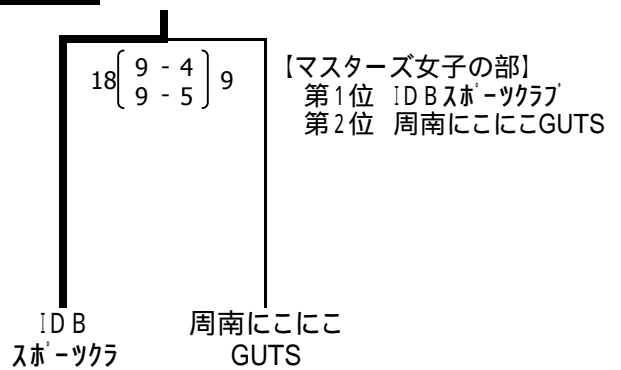 9 - 4
18 9
9 - 5
【マスターズ女子の部】
第1位 IDBｽﾎﾟｰﾂｸﾗﾌﾞ
第2位 周南にこにこGUTS
IDB
ｽﾎﾟｰﾂｸﾗ
周南にこにこ
GUTS